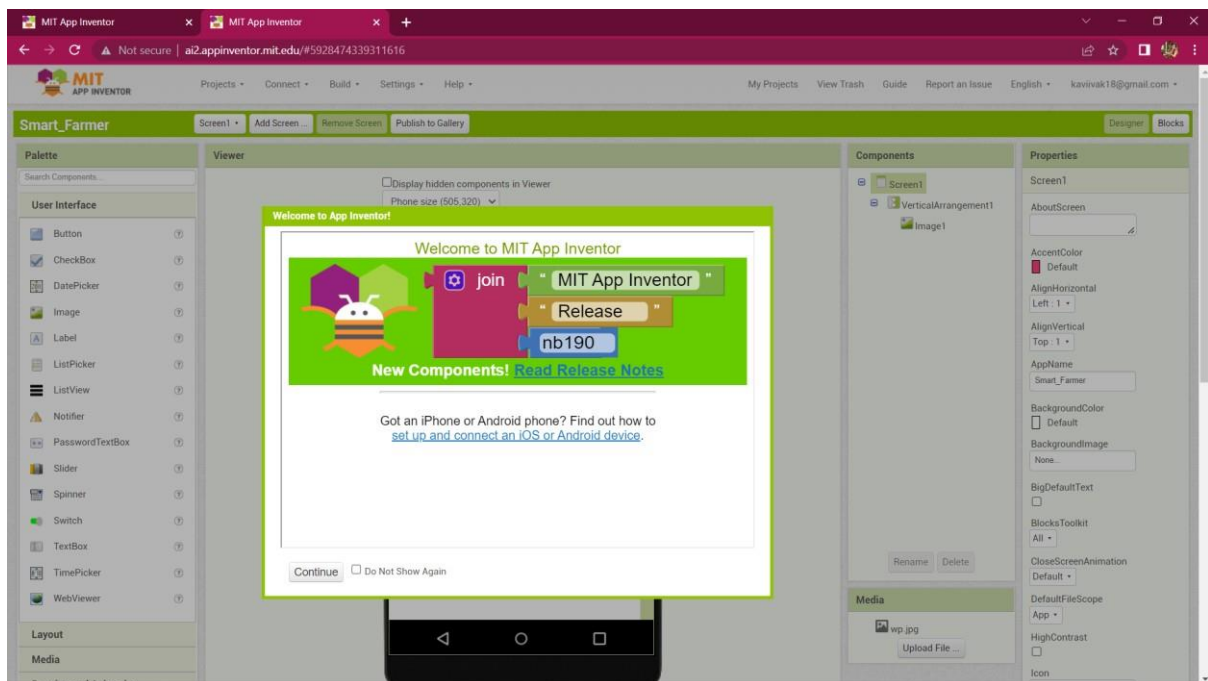 MIT App Inventor
MIT App Inventor
Not secure | ai2.appinventor.mit.edu/#5928474339311616
MIT
APP INVENTOR
Projects
Connect
Build
Settings
Help
My Projects
View Trash
Guide
Report an Issue
English
kaviivak18@gmail.com
Smart_Farmer
Screen1
Add Screen ...
Remove Screen
Publish to Gallery
Designer
Blocks
Palette
Search Components...
User Interface
Button
CheckBox
DatePicker
Image
Label
ListPicker
ListView
Notifier
PasswordTextBox
Slider
Spinner
Switch
TextBox
TimePicker
WebViewer
Layout
Media
Viewer
Display hidden components in Viewer
Phone size (505,320)
Welcome to App Inventor!
Welcome to MIT App Inventor
join " MIT App Inventor "
" Release "
nb190
New Components! Read Release Notes
Got an iPhone or Android phone? Find out how to
set up and connect an iOS or Android device.
Continue
Do Not Show Again
Components
Screen1
VerticalArrangement1
Image1
Rename
Delete
Media
wp.jpg
Upload File ...
Properties
Screen1
AboutScreen
AccentColor
Default
AlignHorizontal
Left : 1
AlignVertical
Top : 1
AppName
Smart_Farmer
BackgroundColor
Default
BackgroundImage
None...
BigDefaultText
BlocksToolkit
All
CloseScreenAnimation
Default
DefaultFileScope
App
HighContrast
Icon